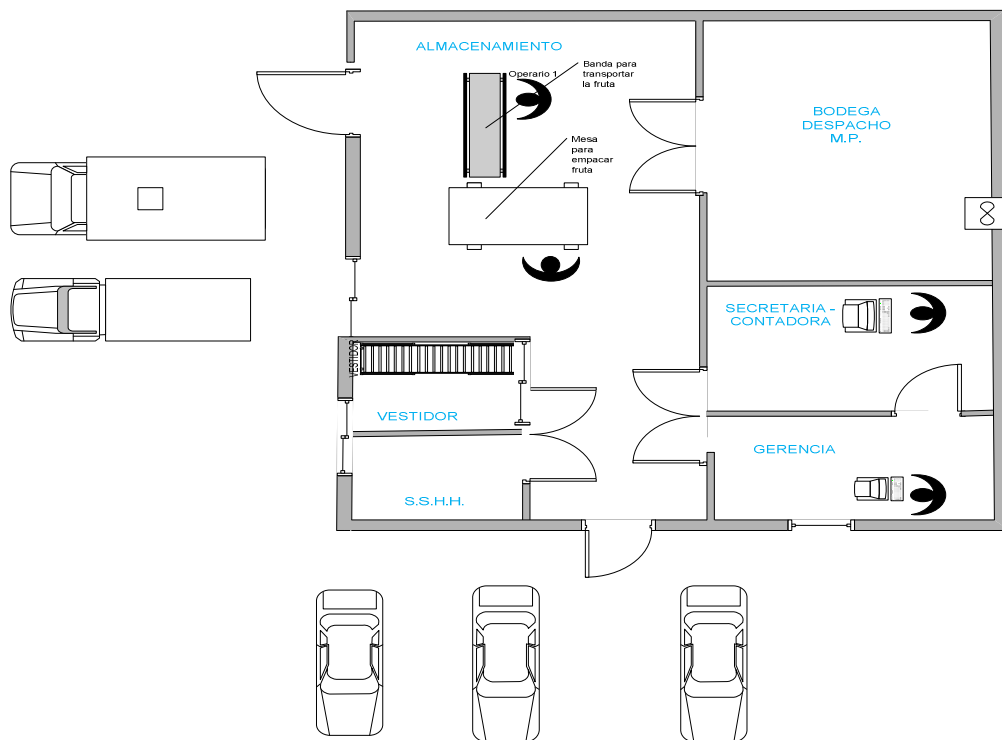 ALMACENAMIENTO
Operario 1
Banda para
transportar
la fruta
BODEGA
DESPACHO
M.P.
Mesa
para
empacar
fruta
SECRETARIA -
CONTADORA
VESTIDOR
VESTIDOR
GERENCIA
S.S.H.H.